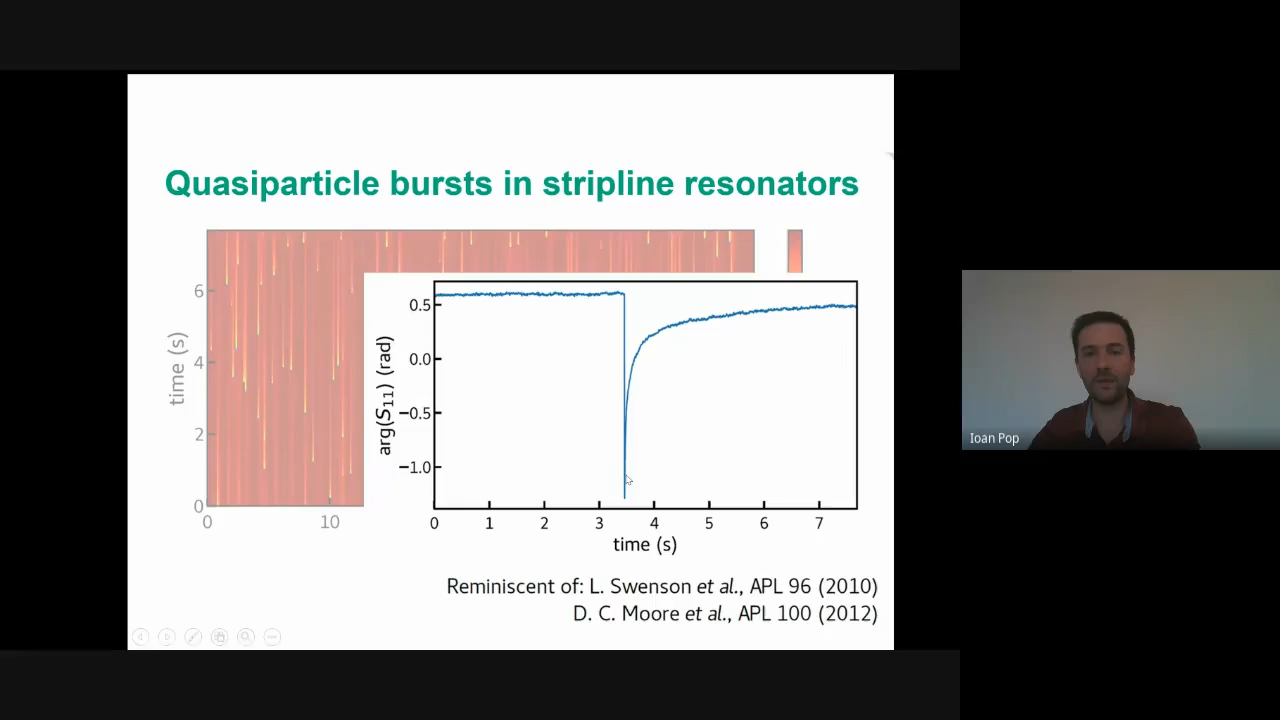 Quasiparticle bursts in stripline resonators
6
4
2
0
time (s)
0
10
0.5
0.0
−0.5
−1.0
arg(S11) (rad)
0
1
2
3
4
5
6
7
time (s)
Reminiscent of: L. Swenson et al., APL 96 (2010)
D. C. Moore et al., APL 100 (2012)
Ioan Pop